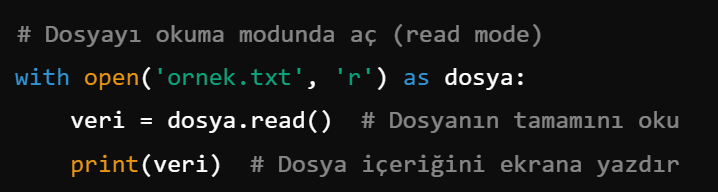 # Dosyayı okuma modunda aç (read mode)
with open('ornek.txt', 'r') as dosya:
    veri = dosya.read()  # Dosyanın tamamını oku
    print(veri)  # Dosya içeriğini ekrana yazdır